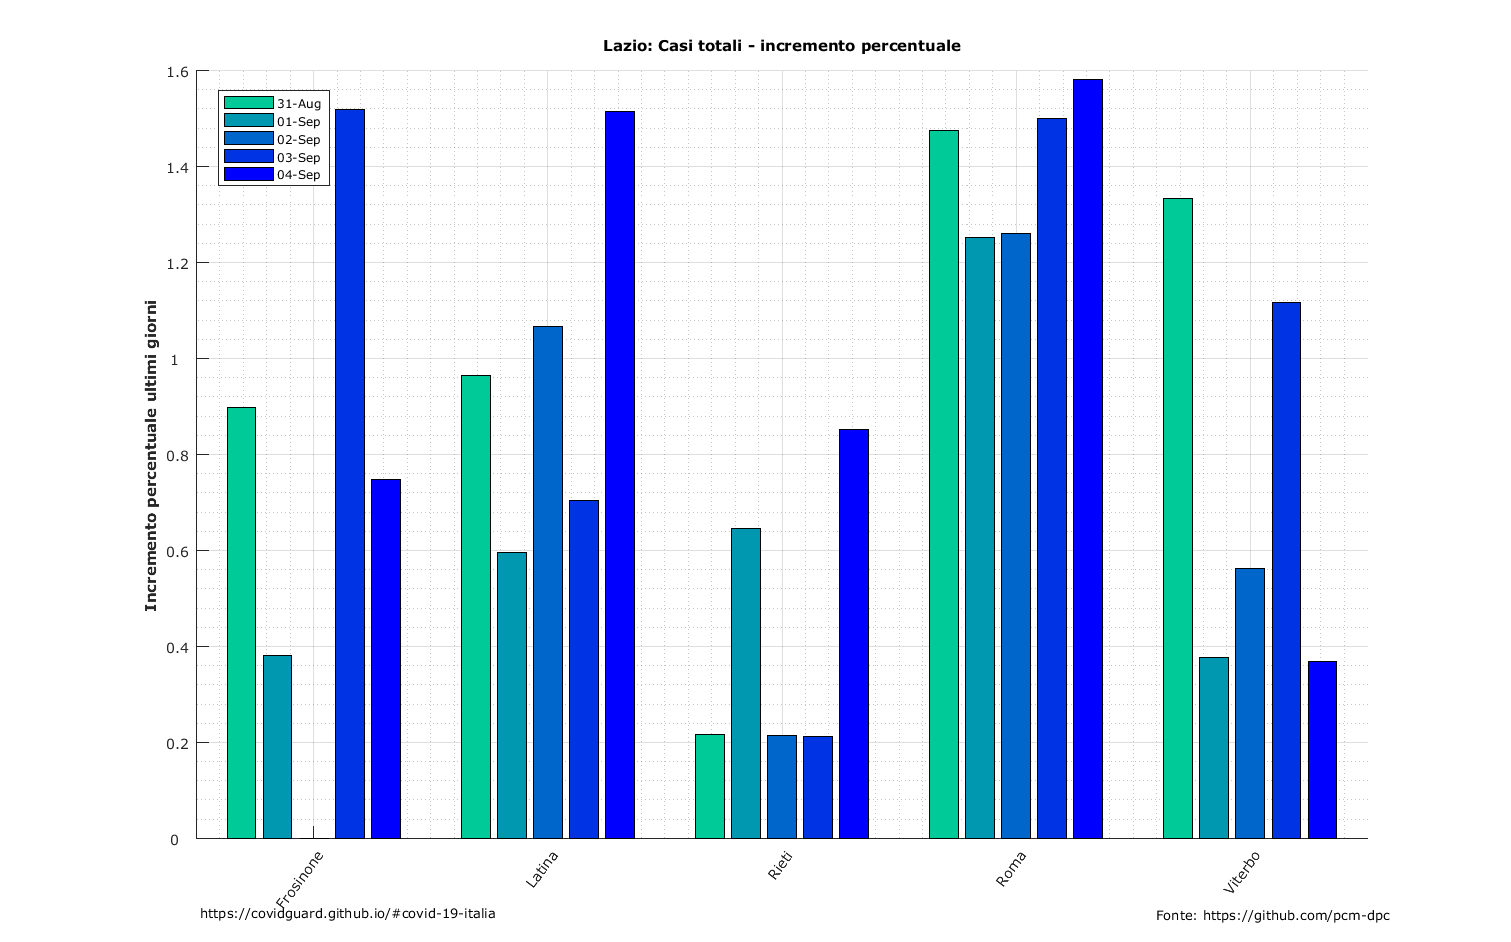 Lazio: Casi totali - incremento percentuale
Incremento percentuale ultimi giorni
1.6
1.4
1.2
1
0.8
0.6
0.4
0.2
0
31-Aug
01-Sep
02-Sep
03-Sep
04-Sep
Frosinone
Latina
Rieti
Roma
Viterbo
https://covidguard.github.io/#covid-19-italia
Fonte: https://github.com/pcm-dpc